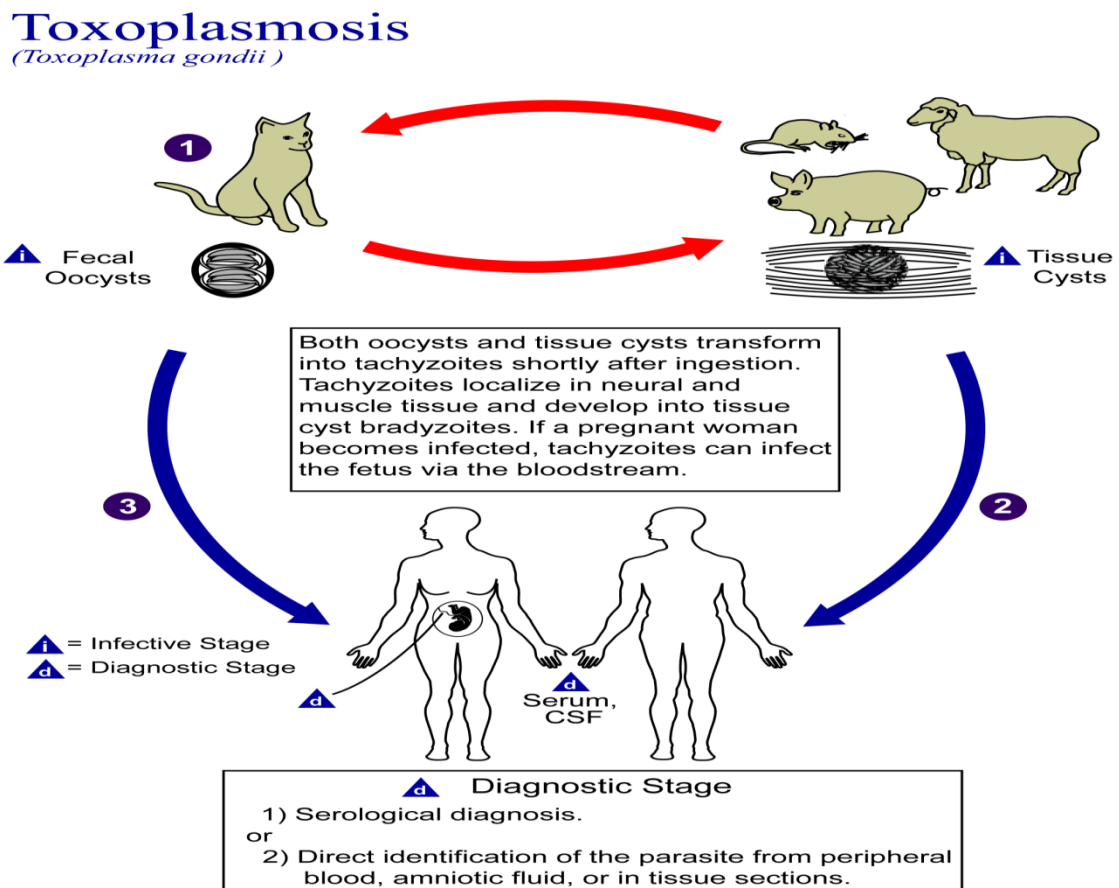 Toxoplasmosis
(Toxoplasma gondii )
1
i Fecal
Oocysts
i Tissue
Cysts
Both oocysts and tissue cysts transform
into tachyzoites shortly after ingestion.
Tachyzoites localize in neural and
muscle tissue and develop into tissue
cyst bradyzoites. If a pregnant woman
becomes infected, tachyzoites can infect
the fetus via the bloodstream.
3
2
i = Infective Stage
d = Diagnostic Stage
d
d
Serum,
CSF
d Diagnostic Stage
1) Serological diagnosis.
or
2) Direct identification of the parasite from peripheral
blood, amniotic fluid, or in tissue sections.